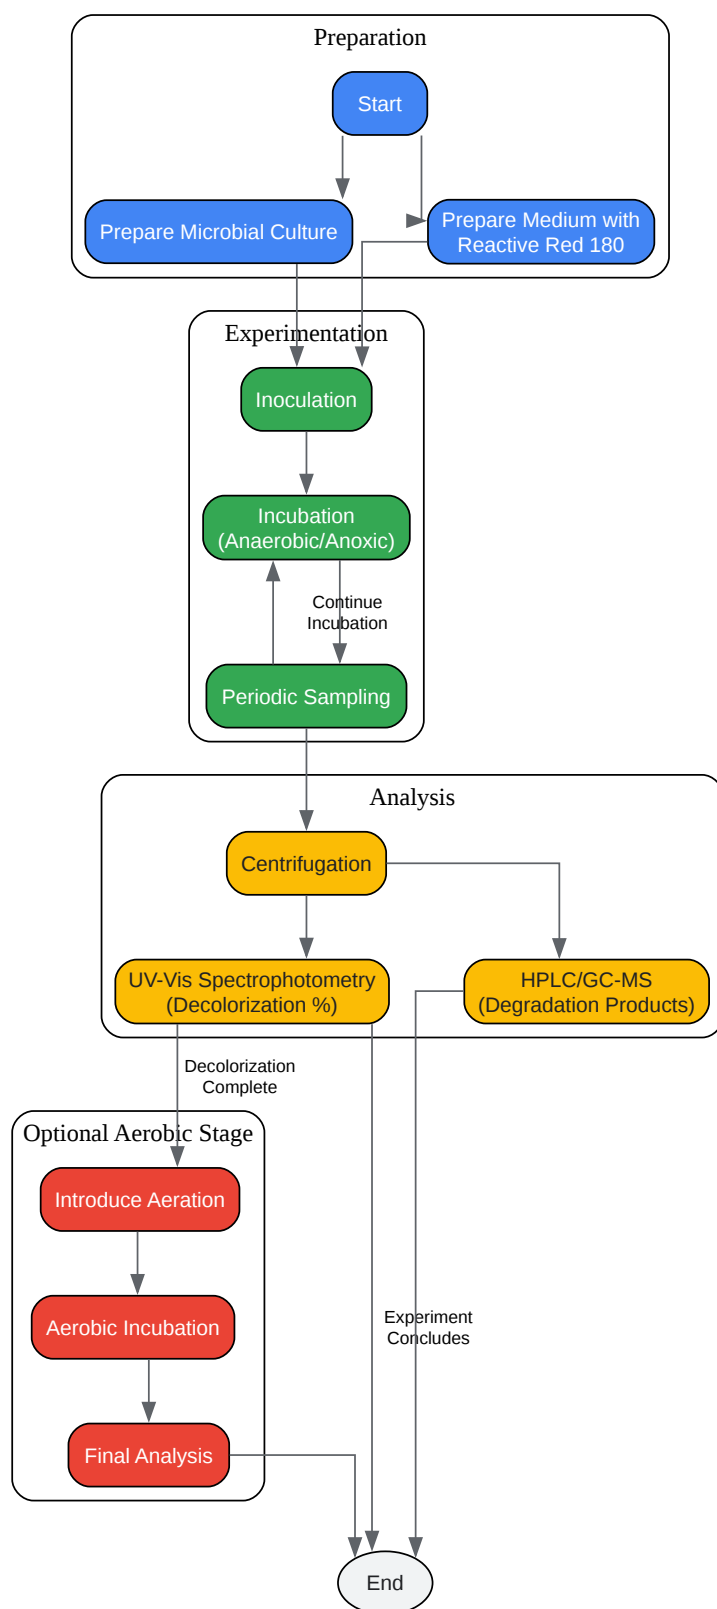 Preparation
Start
Prepare Microbial Culture
Prepare Medium with
Reactive Red 180
Experimentation
Inoculation
Incubation
(Anaerobic/Anoxic)
Continue
Incubation
Periodic Sampling
Analysis
Centrifugation
UV-Vis Spectrophotometry
(Decolorization %)
HPLC/GC-MS
(Degradation Products)
Decolorization
Complete
Optional Aerobic Stage
Introduce Aeration
Aerobic Incubation
Experiment
Concludes
Final Analysis
End